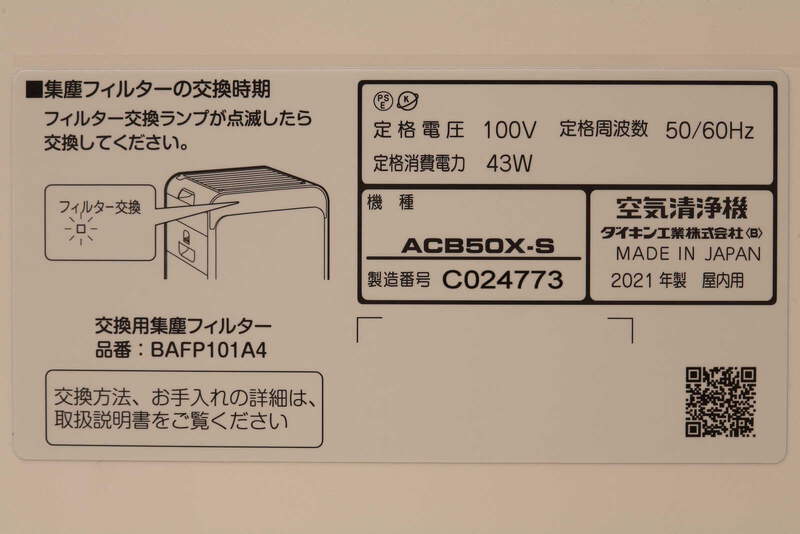 ■集塵フィルターの交換時期
フィルター交換ランプが点滅したら
交換してください。
フィルター交換
交換用集塵フィルター
品番：BAFP101A4
交換方法、お手入れの詳細は、
取扱説明書をご覧ください
PS
E
K
定格電圧 100V 定格周波数 50/60Hz
定格消費電力 43W
機種
ACB50X-S
製造番号 C024773
空気清浄機
ダイキン工業株式会社〈B〉
MADE IN JAPAN
2021年製 屋内用